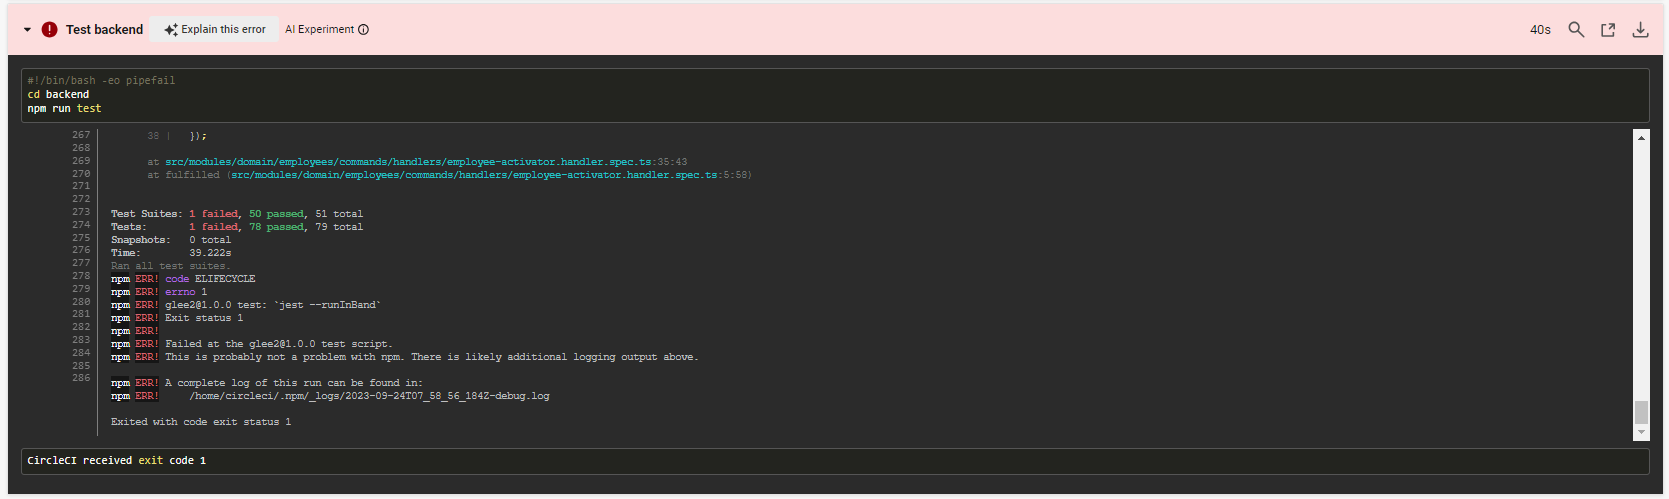 Test backend Explain this error AI Experiment 40s
#!/bin/bash -eo pipefail
cd backend
npm run test
267 38 | });
268
269 at src/modules/domain/employees/commands/handlers/employee-activator.handler.spec.ts:35:43
270 at fulfilled (src/modules/domain/employees/commands/handlers/employee-activator.handler.spec.ts:5:58)
271
272
273 Test Suites: 1 failed, 50 passed, 51 total
274 Tests: 1 failed, 78 passed, 79 total
275 Snapshots: 0 total
276 Time: 39.222s
277 Ran all test suites.
278 npm ERR! code ELIFECYCLE
279 npm ERR! errno 1
280 npm ERR! glee2@1.0.0 test: `jest --runInBand`
281 npm ERR! Exit status 1
282 npm ERR!
283 npm ERR! Failed at the glee2@1.0.0 test script.
284 npm ERR! This is probably not a problem with npm. There is likely additional logging output above.
285
286 npm ERR! A complete log of this run can be found in:
npm ERR! /home/circleci/.npm/_logs/2023-09-24T07_58_56_184Z-debug.log
Exited with code exit status 1
CircleCI received exit code 1